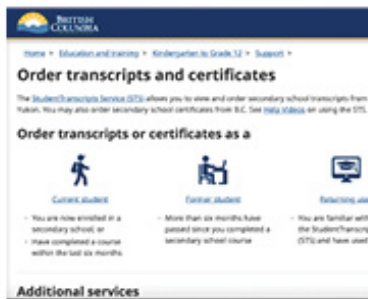 BRITISH
COLUMBIA
Home > Education and training > Kindergarten to Grade 12 > Support >
Order transcripts and certificates
The StudentTranscripts Service (STS) allows you to view and order secondary school transcripts from
Yukon. You may also order secondary school certificates from B.C. See Help Videos on using the STS.
Order transcripts or certificates as a
Current student
Former student
Returning user
- You are now enrolled in a
secondary school, or
- Have completed a course
within the last six months
- More than six months have
passed since you completed a
secondary school course
- You are familiar with
the StudentTranscripts
(STS) and have used
Additional services